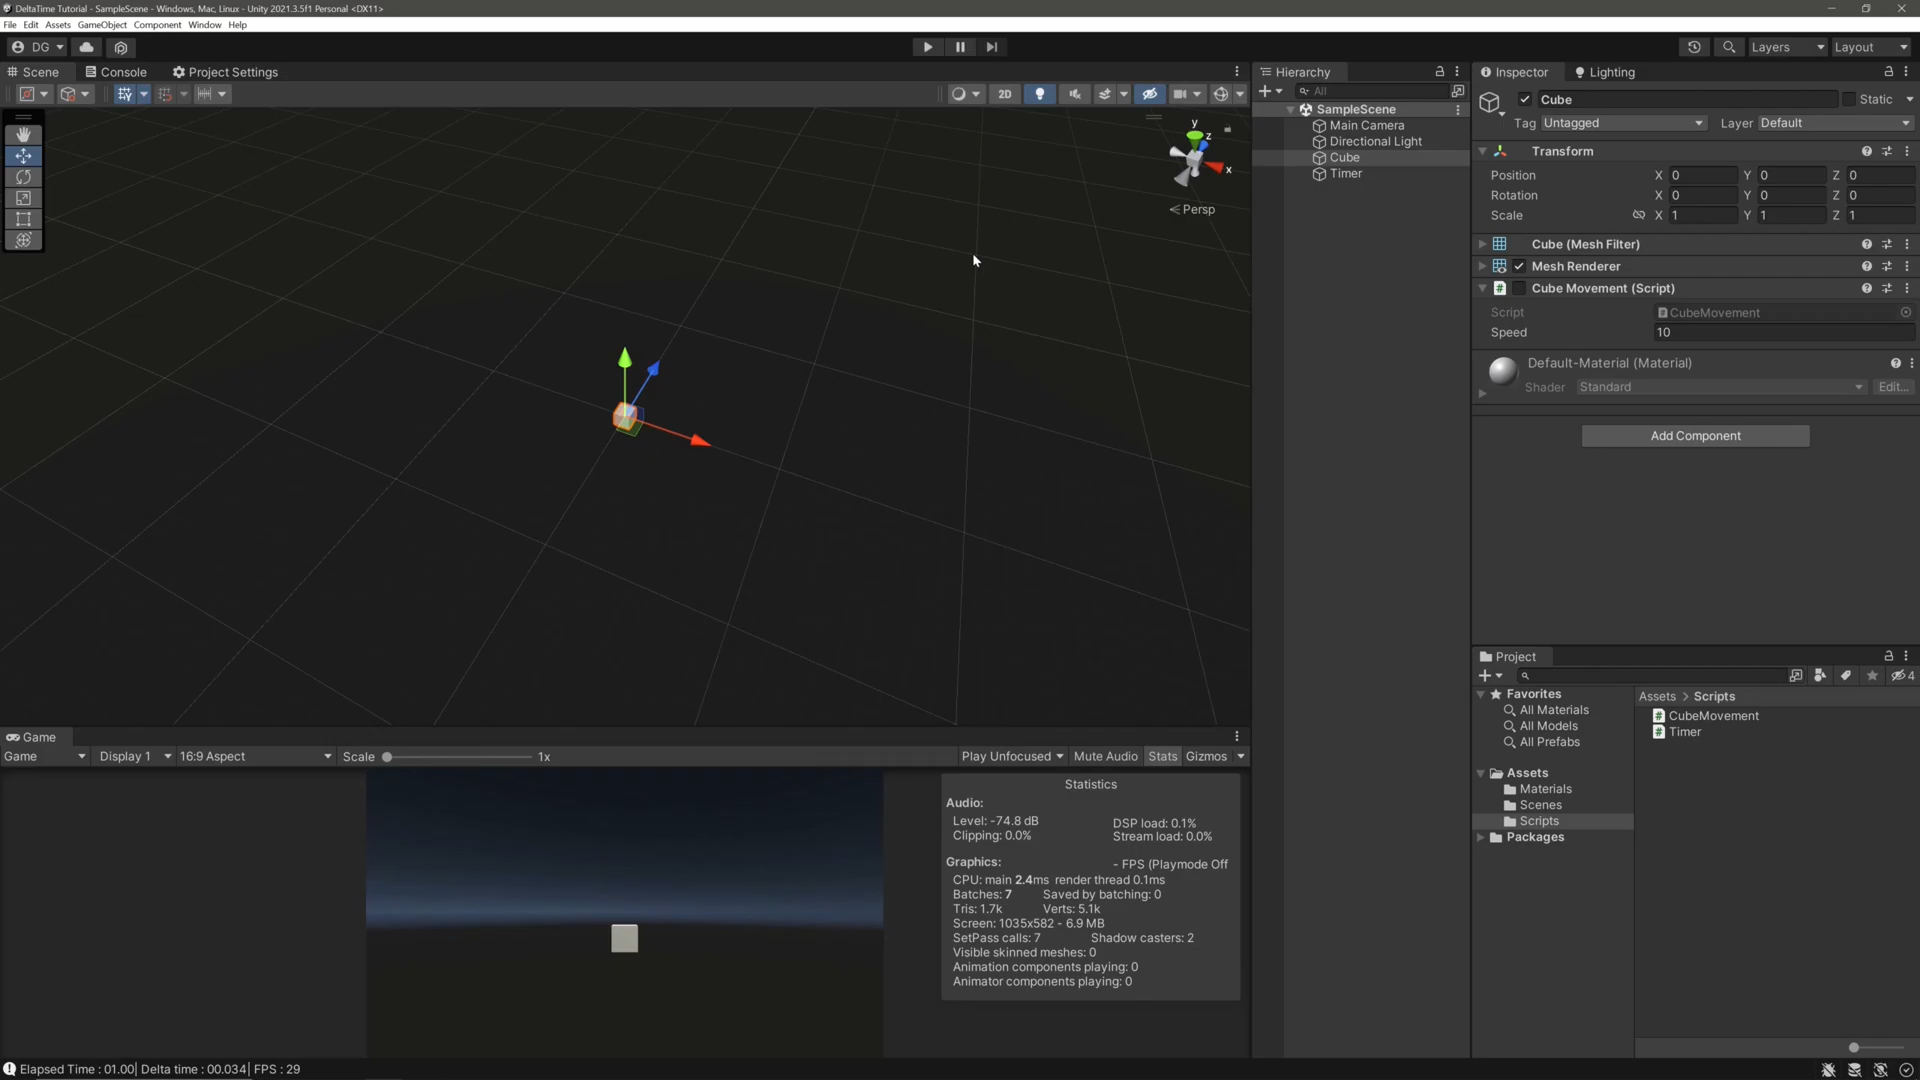 DeltaTime Tutorial - SampleScene - Windows, Mac, Linux - Unity 2021.3.5f1 Personal <DX11>
File Edit Assets GameObject Component Window Help
DG Layers Layout
Scene Console Project Settings
2D
y
z
x
Persp
Hierarchy
All
SampleScene
Main Camera
Directional Light
Cube
Timer
Inspector Lighting
Cube Static
Tag Untagged Layer Default
Transform
Position X 0 Y 0 Z 0
Rotation X 0 Y 0 Z 0
Scale X 1 Y 1 Z 1
Cube (Mesh Filter)
Mesh Renderer
# Cube Movement (Script)
Script CubeMovement
Speed 10
Default-Material (Material)
Shader Standard Edit...
Add Component
Game
Game Display 1 16:9 Aspect Scale 1x Play Unfocused Mute Audio Stats Gizmos
Statistics
Audio:
Level: -74.8 dB DSP load: 0.1%
Clipping: 0.0% Stream load: 0.0%
Graphics: - FPS (Playmode Off
CPU: main 2.4ms render thread 0.1ms
Batches: 7 Saved by batching: 0
Tris: 1.7k Verts: 5.1k
Screen: 1035x582 - 6.9 MB
SetPass calls: 7 Shadow casters: 2
Visible skinned meshes: 0
Animation components playing: 0
Animator components playing: 0
Project
4
Favorites
All Materials
All Models
All Prefabs
Assets
Materials
Scenes
Scripts
Packages
Assets > Scripts
# CubeMovement
# Timer
Elapsed Time : 01.00| Delta time : 00.034| FPS : 29